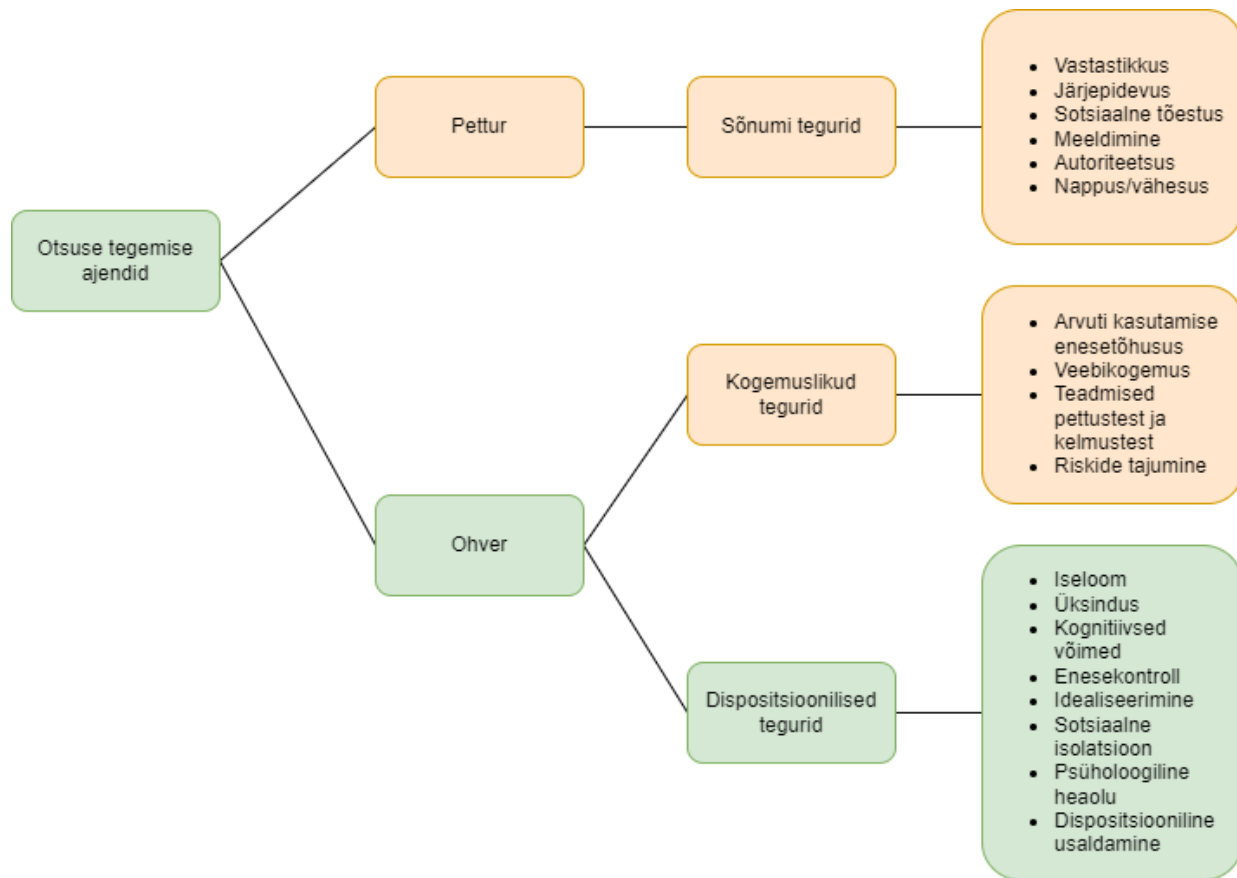 Otsuse tegemise
ajendid
Pettur
Sõnumi tegurid
• Vastastikkus
• Järjepidevus
• Sotsiaalne tõestus
• Meeldimine
• Autoriteetsus
• Nappus/vähesus
Ohver
Kogemuslikud
tegurid
• Arvuti kasutamise
enesetõhusus
• Veebikogemus
• Teadmised
pettustest ja
kelmustest
• Riskide tajumine
Dispositsioonilised
tegurid
• Iseloom
• Üksindus
• Kognitiivsed
võimed
• Enesekontroll
• Idealiseerimine
• Sotsiaalne
isolatsioon
• Psüholoogiline
heaolu
• Dispositsiooniline
usaldamine